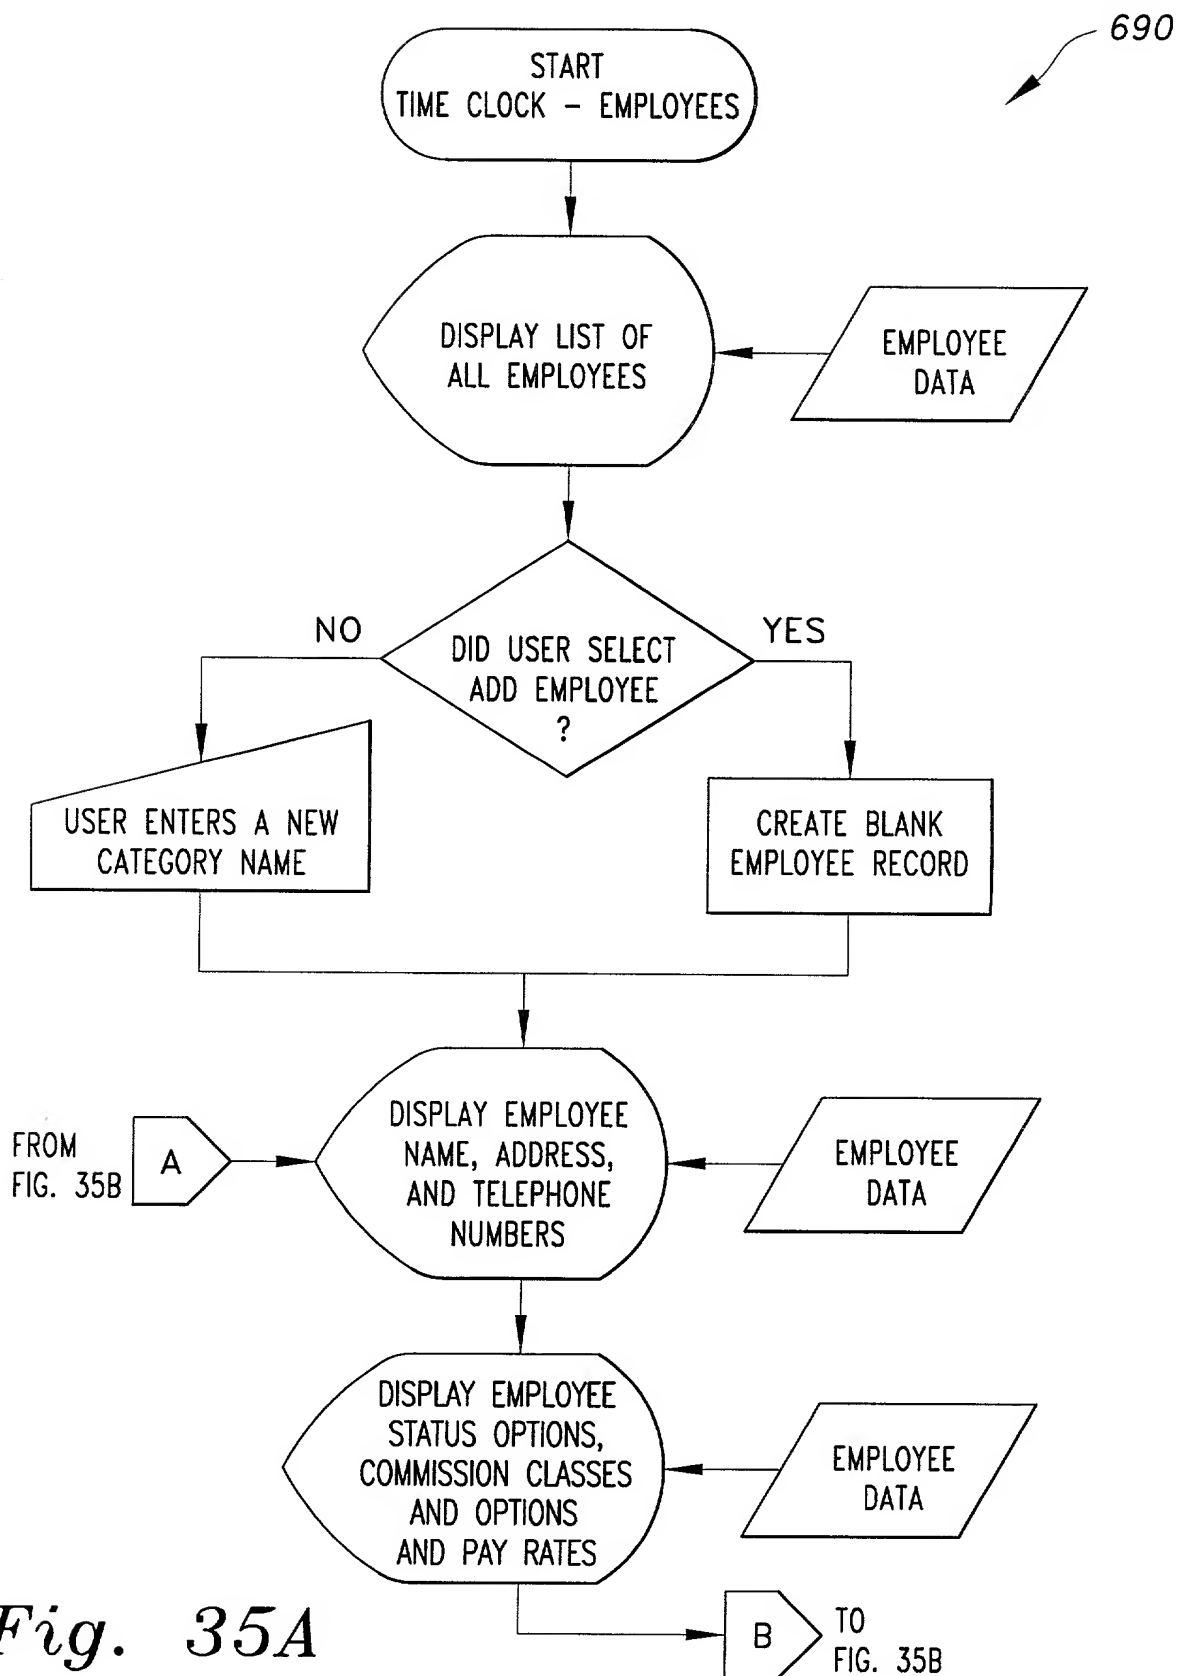 690
START
TIME CLOCK – EMPLOYEES
DISPLAY LIST OF
ALL EMPLOYEES
EMPLOYEE
DATA
DID USER SELECT
ADD EMPLOYEE
?
NO
YES
USER ENTERS A NEW
CATEGORY NAME
CREATE BLANK
EMPLOYEE RECORD
FROM
FIG. 35B
A
DISPLAY EMPLOYEE
NAME, ADDRESS,
AND TELEPHONE
NUMBERS
EMPLOYEE
DATA
DISPLAY EMPLOYEE
STATUS OPTIONS,
COMMISSION CLASSES
AND OPTIONS
AND PAY RATES
EMPLOYEE
DATA
B
TO
FIG. 35B
Fig. 35A